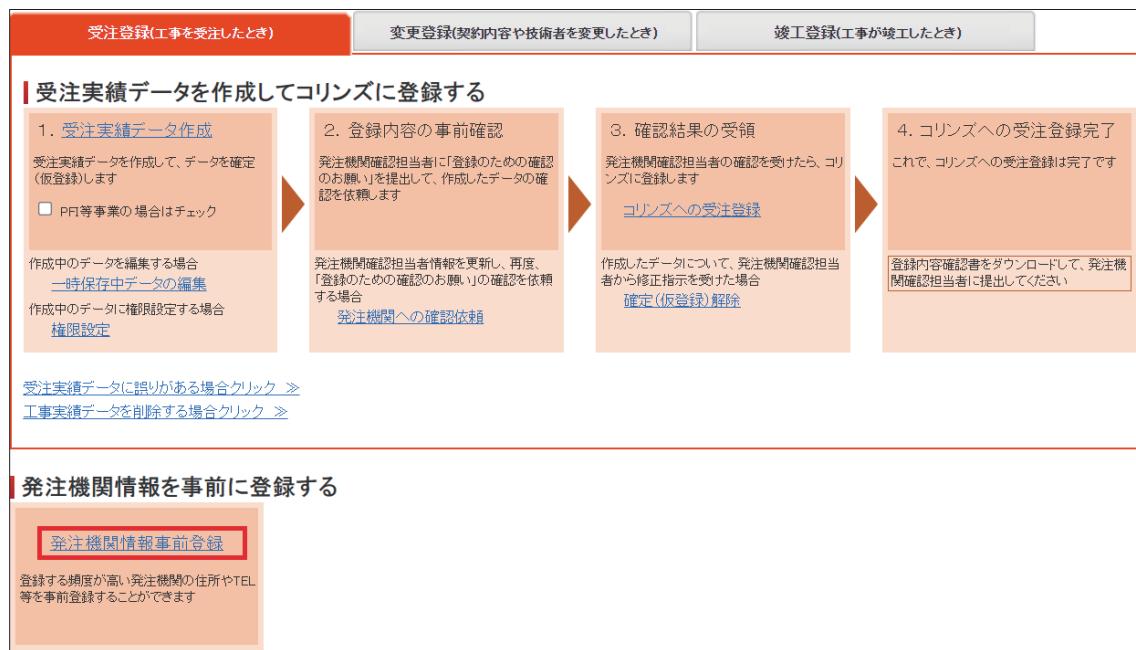 受注登録(工事を受注したとき)
変更登録(契約内容や技術者を変更したとき)
竣工登録(工事が竣工したとき)
受注実績データを作成してコリンズに登録する
1. 受注実績データ作成
受注実績データを作成して、データを確定
(仮登録)します
PFI等事業の場合はチェック
作成中のデータを編集する場合
一時保存中データの編集
作成中のデータに権限設定する場合
権限設定
2. 登録内容の事前確認
発注機関確認担当者に「登録のための確認
のお願い」を提出して、作成したデータの確
認を依頼します
発注機関確認担当者情報を更新し、再度、
「登録のための確認のお願い」の確認を依頼
する場合
発注機関への確認依頼
3. 確認結果の受領
発注機関確認担当者の確認を受けたら、コリ
ンズに登録します
コリンズへの受注登録
作成したデータについて、発注機関確認担当
者から修正指示を受けた場合
確定(仮登録)解除
4. コリンズへの受注登録完了
これで、コリンズへの受注登録は完了です
登録内容確認書をダウンロードして、発注機
関確認担当者に提出してください
受注実績データに誤りがある場合クリック ≫
工事実績データを削除する場合クリック ≫
発注機関情報を事前に登録する
発注機関情報事前登録
登録する頻度が高い発注機関の住所やTEL
等を事前登録することができます